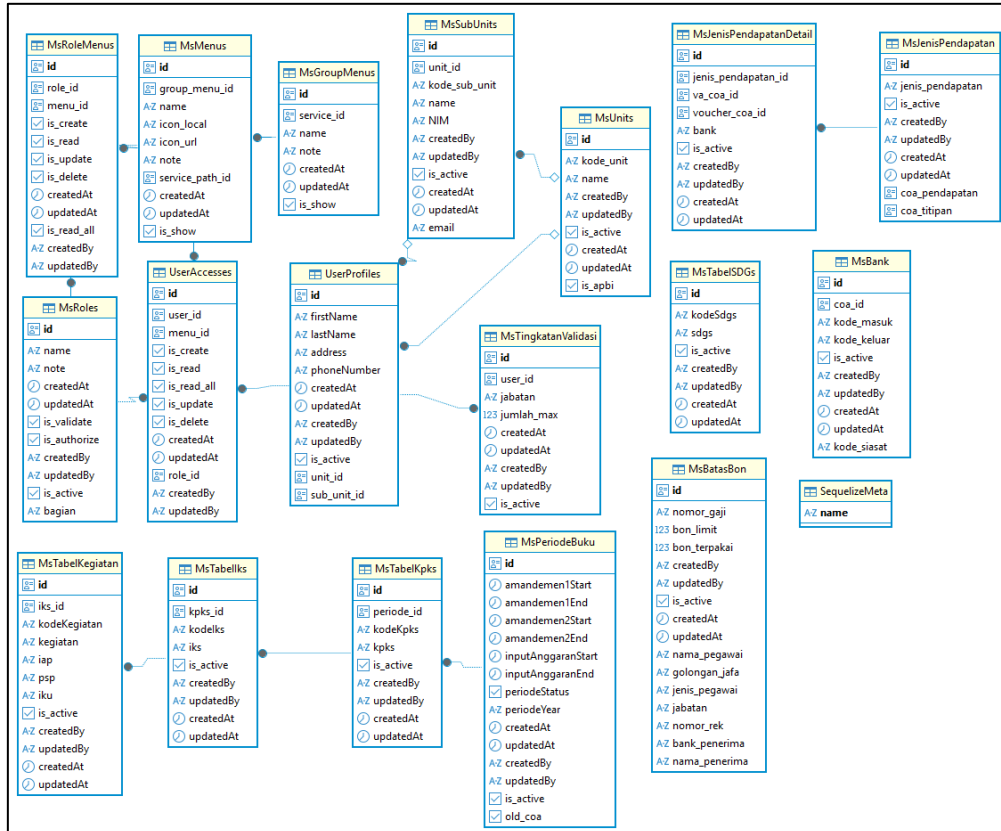 MsRoleMenus
id
role_id
menu_id
is_create
is_read
is_update
is_delete
createdAt
updatedAt
is_read_all
createdBy
updatedBy
MsMenus
id
group_menu_id
A-Z name
A-Z icon_local
A-Z icon_url
A-Z note
service_path_id
createdAt
updatedAt
is_show
MsGroupMenus
id
service_id
A-Z name
A-Z note
createdAt
updatedAt
is_show
MsSubUnits
id
unit_id
A-Z kode_sub_unit
A-Z name
A-Z NIM
A-Z createdBy
A-Z updatedBy
is_active
createdAt
updatedAt
A-Z email
MsUnits
id
A-Z kode_unit
A-Z name
A-Z createdBy
A-Z updatedBy
is_active
createdAt
updatedAt
is_apbi
MsJenisPendapatanDetail
id
jenis_pendapatan_id
va_coa_id
voucher_coa_id
A-Z bank
is_active
A-Z createdBy
A-Z updatedBy
createdAt
updatedAt
MsJenisPendapatan
id
A-Z jenis_pendapatan
is_active
A-Z createdBy
A-Z updatedBy
createdAt
updatedAt
coa_pendapatan
coa_titipan
MsRoles
id
A-Z name
A-Z note
createdAt
updatedAt
is_validate
is_authorize
A-Z createdBy
A-Z updatedBy
is_active
A-Z bagian
UserAccesses
id
user_id
menu_id
is_create
is_read
is_read_all
is_update
is_delete
createdAt
updatedAt
role_id
A-Z createdBy
A-Z updatedBy
UserProfiles
id
A-Z firstName
A-Z lastName
A-Z address
A-Z phoneNumber
createdAt
updatedAt
A-Z createdBy
A-Z updatedBy
is_active
unit_id
sub_unit_id
MsTingkatanValidasi
id
user_id
A-Z jabatan
123 jumlah_max
createdAt
updatedAt
A-Z createdBy
A-Z updatedBy
is_active
MsTabelSDGs
id
A-Z kodeSdgs
A-Z sdgs
is_active
A-Z createdBy
A-Z updatedBy
createdAt
updatedAt
MsBank
id
coa_id
A-Z kode_masuk
A-Z kode_keluar
is_active
A-Z createdBy
A-Z updatedBy
createdAt
updatedAt
A-Z kode_siasat
MsBatasBon
id
A-Z nomor_gaji
123 bon_limit
123 bon_terpakai
A-Z createdBy
A-Z updatedBy
is_active
createdAt
updatedAt
A-Z nama_pegawai
A-Z golongan_jafa
A-Z jenis_pegawai
A-Z jabatan
A-Z nomor_rek
A-Z bank_penerima
A-Z nama_penerima
SequelizeMeta
A-Z name
MsTabelKegiatan
id
iks_id
A-Z kodeKegiatan
A-Z kegiatan
A-Z iap
A-Z psp
A-Z iku
is_active
A-Z createdBy
A-Z updatedBy
createdAt
updatedAt
MsTabelIks
id
kpks_id
A-Z kodeIks
A-Z iks
is_active
A-Z createdBy
A-Z updatedBy
createdAt
updatedAt
MsTabelKpks
id
periode_id
A-Z kodeKpks
A-Z kpks
is_active
A-Z createdBy
A-Z updatedBy
createdAt
updatedAt
MsPeriodeBuku
id
amandemen1Start
amandemen1End
amandemen2Start
amandemen2End
inputAnggaranStart
inputAnggaranEnd
periodeStatus
A-Z periodeYear
createdAt
updatedAt
A-Z createdBy
A-Z updatedBy
is_active
old_coa